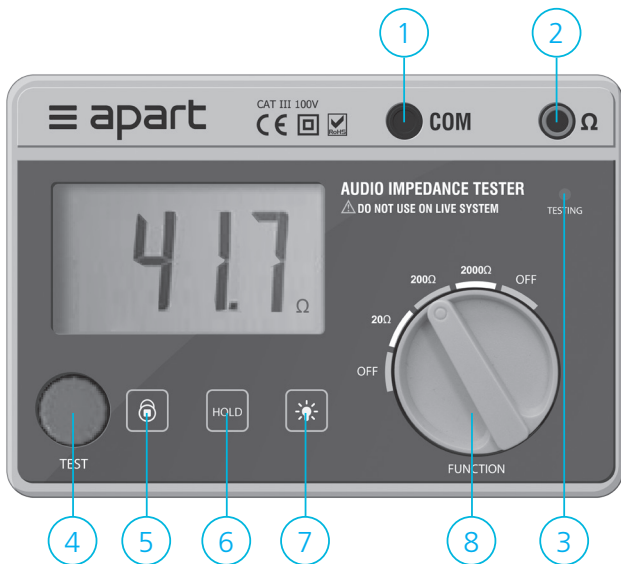 1
2
apart
CAT III 100V
CE
RoHS
COM
Ω
AUDIO IMPEDANCE TESTER
⚠ DO NOT USE ON LIVE SYSTEM
TESTING
41.7 Ω
200Ω
2000Ω
OFF
20Ω
OFF
HOLD
TEST
FUNCTION
4
5
6
7
8
3